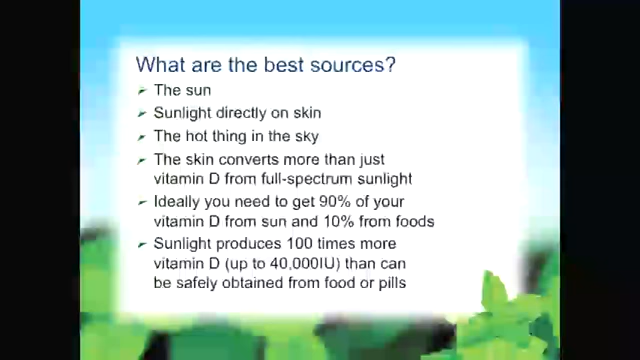 What are the best sources?
The sun
Sunlight directly on skin
The hot thing in the sky
The skin converts more than just
vitamin D from full-spectrum sunlight
Ideally you need to get 90% of your
vitamin D from sun and 10% from foods
Sunlight produces 100 times more
vitamin D (up to 40,000IU) than can
be safely obtained from food or pills